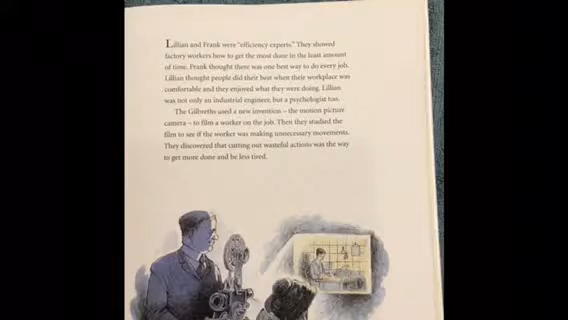 Lillian and Frank were "efficiency experts." They showed
factory workers how to get the most done in the least amount
of time. Frank thought there was one best way to do every job.
Lillian thought people did their best when their workplace was
comfortable and they enjoyed what they were doing. Lillian
was not only an industrial engineer, but a psychologist too.
The Gilbreths used a new invention – the motion picture
camera – to film a worker on the job. Then they studied the
film to see if the worker was making unnecessary movements.
They discovered that cutting out wasteful actions was the way
to get more done and be less tired.